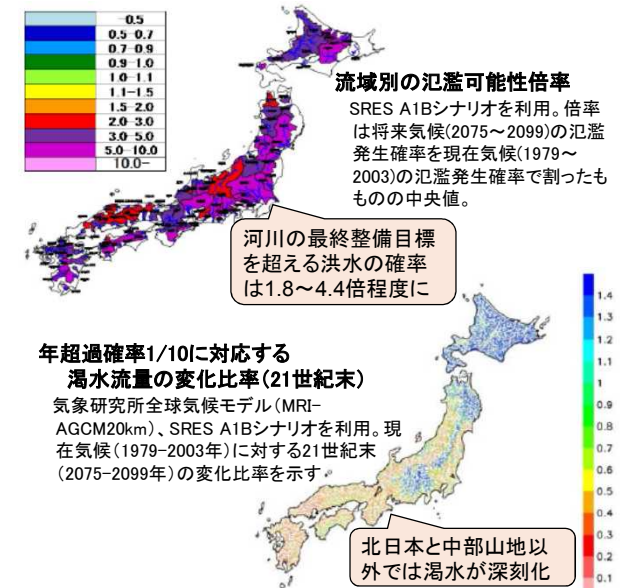 -0.5
0.5-0.7
0.7-0.9
0.9-1.0
1.0-1.1
1.1-1.5
1.5-2.0
2.0-3.0
3.0-5.0
5.0-10.0
10.0-
流域別の氾濫可能性倍率
SRES A1Bシナリオを利用。倍率
は将来気候(2075～2099)の氾濫
発生確率を現在気候(1979～
2003)の氾濫発生確率で割ったも
ものの中央値。
河川の最終整備目標
を超える洪水の確率
は1.8～4.4倍程度に
年超過確率1/10に対応する
渇水流量の変化比率(21世紀末)
気象研究所全球気候モデル(MRI-
AGCM20km)、SRES A1Bシナリオを利用。現
在気候(1979-2003年)に対する21世紀末
(2075-2099年)の変化比率を示す
1.4
1.3
1.2
1.1
1
0.9
0.8
0.7
0.6
0.5
0.4
0.3
0.2
0.1
北日本と中部山地以
外では渇水が深刻化